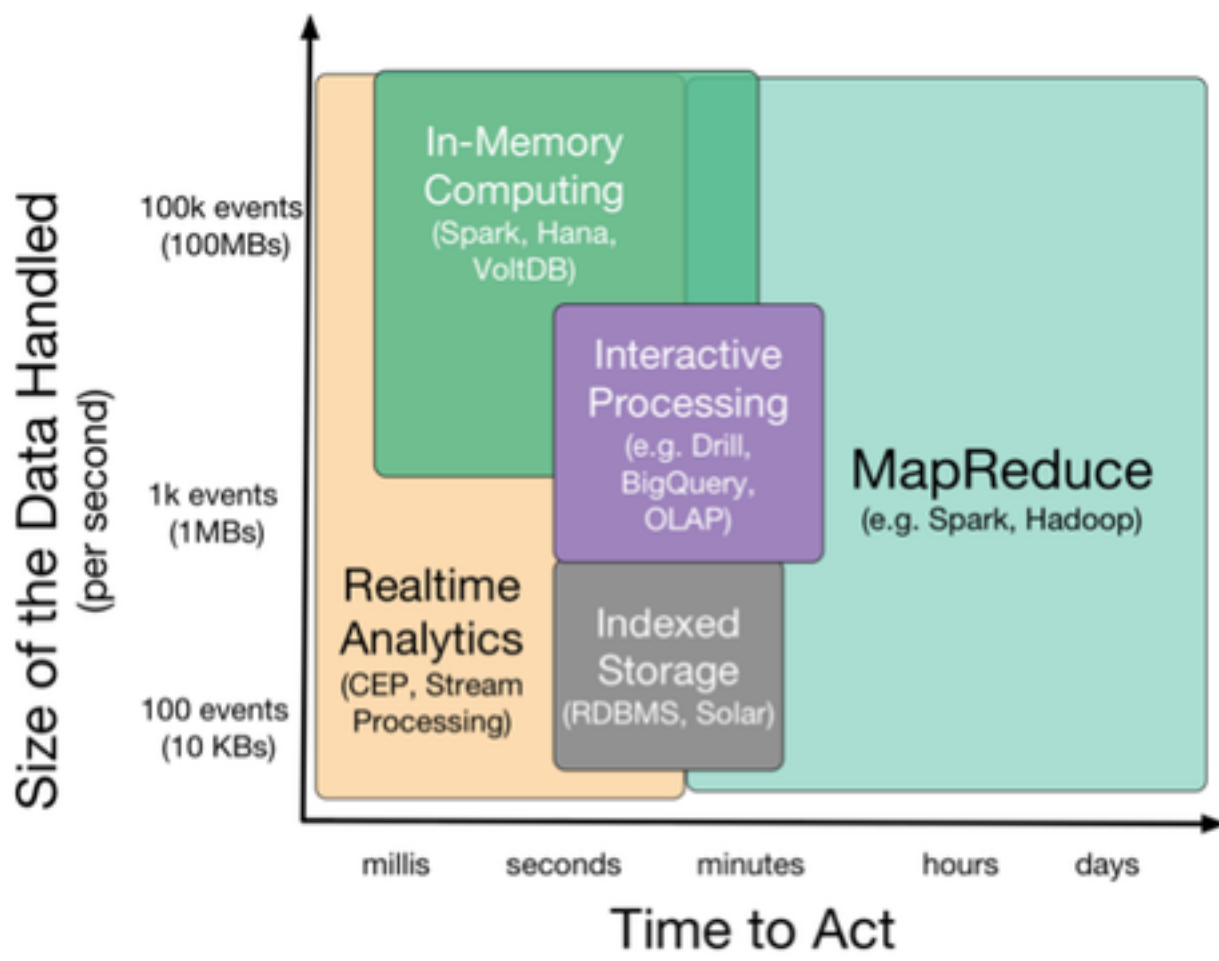 Size of the Data Handled
(per second)
100k events
(100MBs)
1k events
(1MBs)
100 events
(10 KBs)
In-Memory
Computing
(Spark, Hana,
VoltDB)
Interactive
Processing
(e.g. Drill,
BigQuery,
OLAP)
MapReduce
(e.g. Spark, Hadoop)
Realtime
Analytics
(CEP, Stream
Processing)
Indexed
Storage
(RDBMS, Solar)
millis
seconds
minutes
hours
days
Time to Act